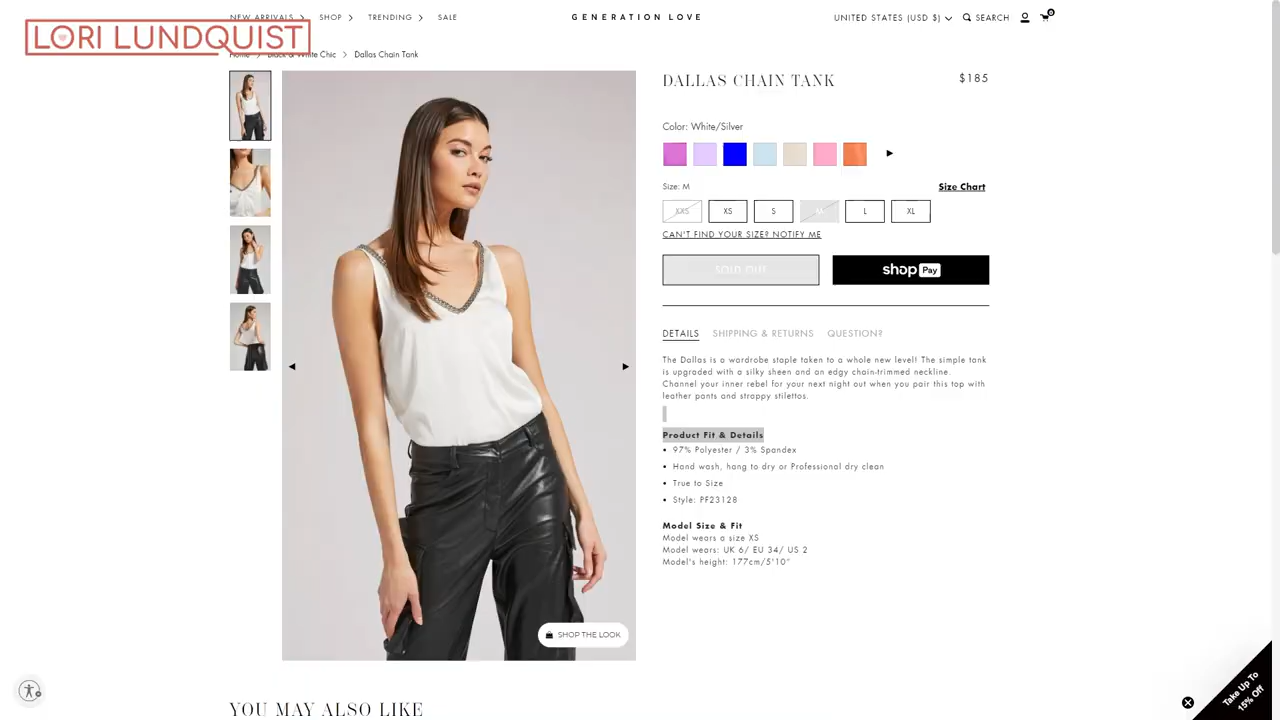 NEW ARRIVALS
SHOP
TRENDING
SALE
GENERATION LOVE
UNITED STATES (USD $)
SEARCH
0
LORI LUNDQUIST
Home
Black & White Chic
Dallas Chain Tank
DALLAS CHAIN TANK
$185
Color: White/Silver
Size: M
Size Chart
XXS
XS
S
M
L
XL
CAN'T FIND YOUR SIZE? NOTIFY ME
SOLD OUT
shop Pay
DETAILS
SHIPPING & RETURNS
QUESTION?
The Dallas is a wardrobe staple taken to a whole new level! The simple tank
is upgraded with a silky sheen and an edgy chain-trimmed neckline.
Channel your inner rebel for your next night out when you pair this top with
leather pants and strappy stilettos.
Product Fit & Details
• 97% Polyester / 3% Spandex
• Hand wash, hang to dry or Professional dry clean
• True to Size
• Style: PF23128
Model Size & Fit
Model wears a size XS
Model wears: UK 6/ EU 34/ US 2
Model's height: 177cm/5'10"
SHOP THE LOOK
Take Up To
15% Off
YOU MAY ALSO LIKE